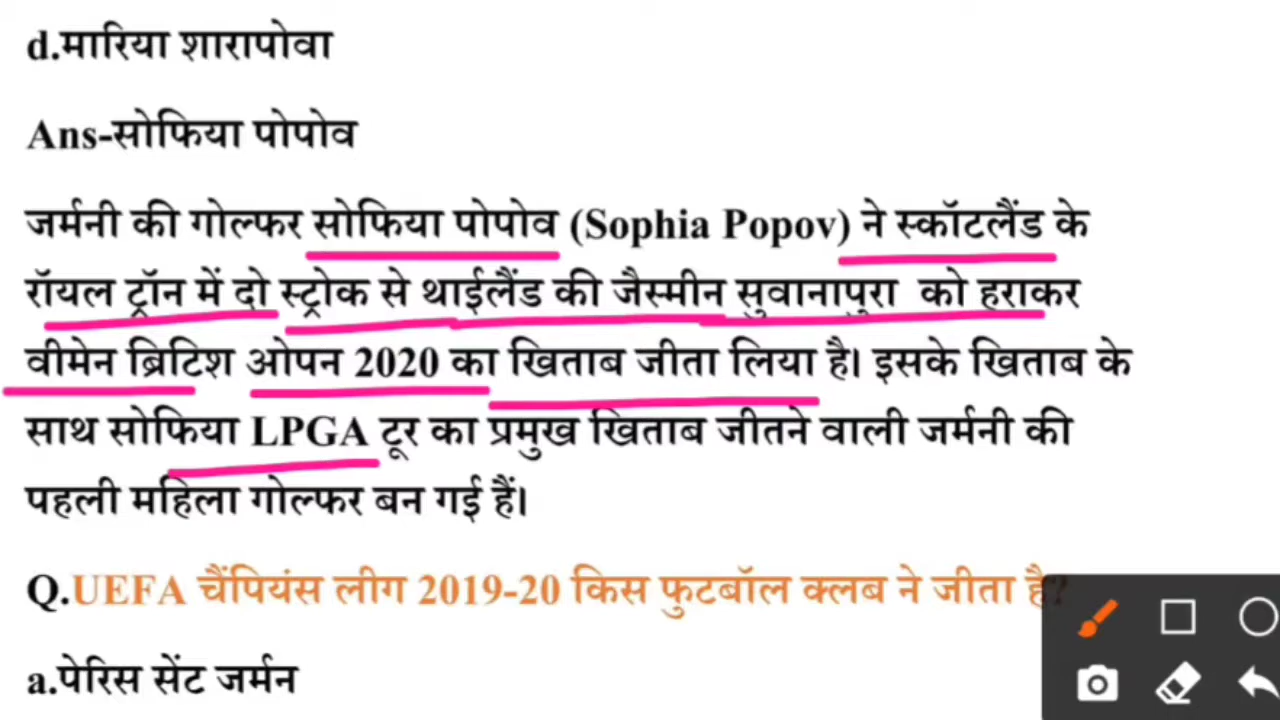 d.मारिया शारापोवा
Ans-सोफिया पोपोव
जर्मनी की गोल्फर सोफिया पोपोव (Sophia Popov) ने स्कॉटलैंड के
रॉयल ट्रॉन में दो स्ट्रोक से थाईलैंड की जैस्मीन सुवानापुरा को हराकर
वीमेन ब्रिटिश ओपन 2020 का खिताब जीता लिया है। इसके खिताब के
साथ सोफिया LPGA टूर का प्रमुख खिताब जीतने वाली जर्मनी की
पहली महिला गोल्फर बन गई हैं।
Q.UEFA चैंपियंस लीग 2019-20 किस फुटबॉल क्लब ने जीता है?
a.पेरिस सेंट जर्मन